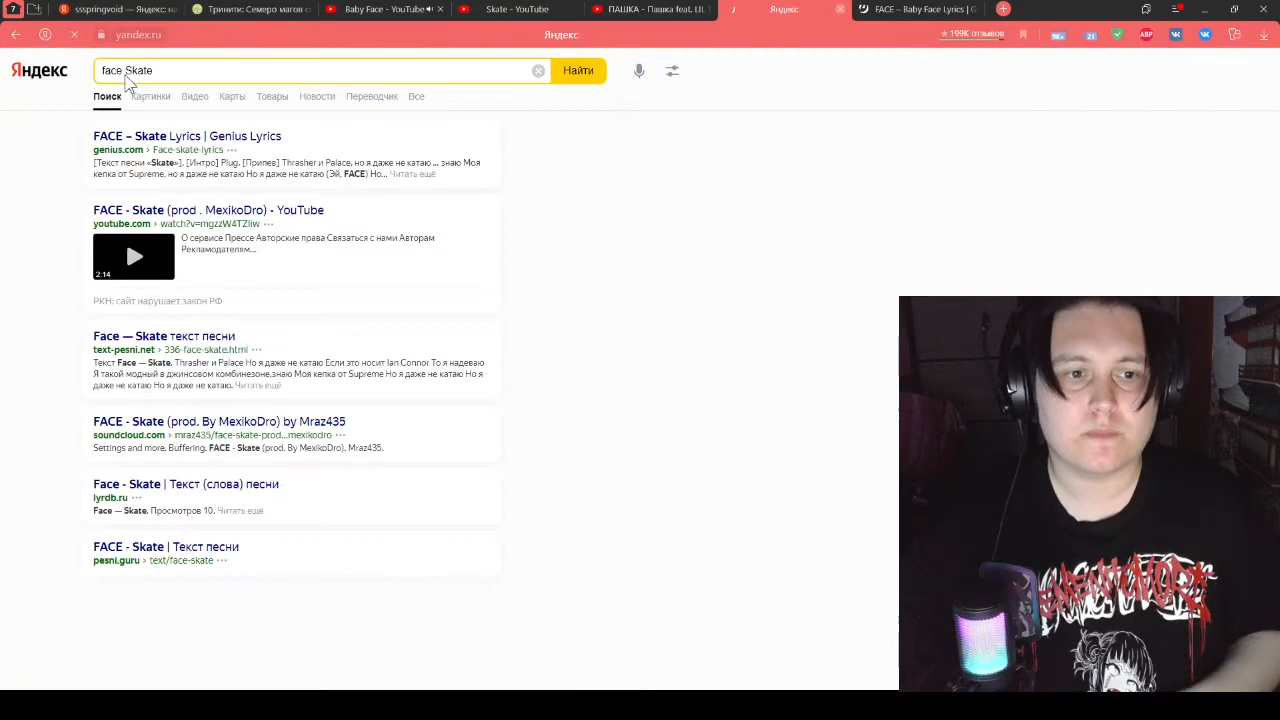 7
ssspringvoid — Яндекс: на
Тринити: Семеро магов с
Baby Face - YouTube
Skate - YouTube
ПАШКА - Пашка feat. LIL
Яндекс
FACE – Baby Face Lyrics | G
yandex.ru
Яндекс
★ 199K отзывов
21
ABP
Яндекс
face Skate
Найти
Поиск
Картинки
Видео
Карты
Товары
Новости
Переводчик
Все
FACE – Skate Lyrics | Genius Lyrics
genius.com › Face-skate-lyrics ···
[Текст песни «Skate»]. [Интро] Plug. [Припев] Thrasher и Palace, но я даже не катаю ... знаю Моя
кепка от Supreme, но я даже не катаю Но я даже не катаю (Эй, FACE) Но... Читать ещё
FACE - Skate (prod . MexikoDro) - YouTube
youtube.com › watch?v=mgzzW4TZliw ···
О сервисе Прессе Авторские права Связаться с нами Авторам
Рекламодателям...
2:14
РКН: сайт нарушает закон РФ
Face — Skate текст песни
text-pesni.net › 336-face-skate.html ···
Текст Face — Skate. Thrasher и Palace Но я даже не катаю Если это носит Ian Connor То я надеваю
Я такой модный в джинсовом комбинезоне,знаю Моя кепка от Supreme Но я даже не катаю Но я
даже не катаю Но я даже не катаю. Читать ещё
FACE - Skate (prod. By MexikoDro) by Mraz435
soundcloud.com › mraz435/face-skate-prod...mexikodro ···
Settings and more. Buffering. FACE - Skate (prod. By MexikoDro). Mraz435.
Face - Skate | Текст (слова) песни
lyrdb.ru ···
Face — Skate. Просмотров 10. Читать ещё
FACE - Skate | Текст песни
pesni.guru › text/face-skate ···